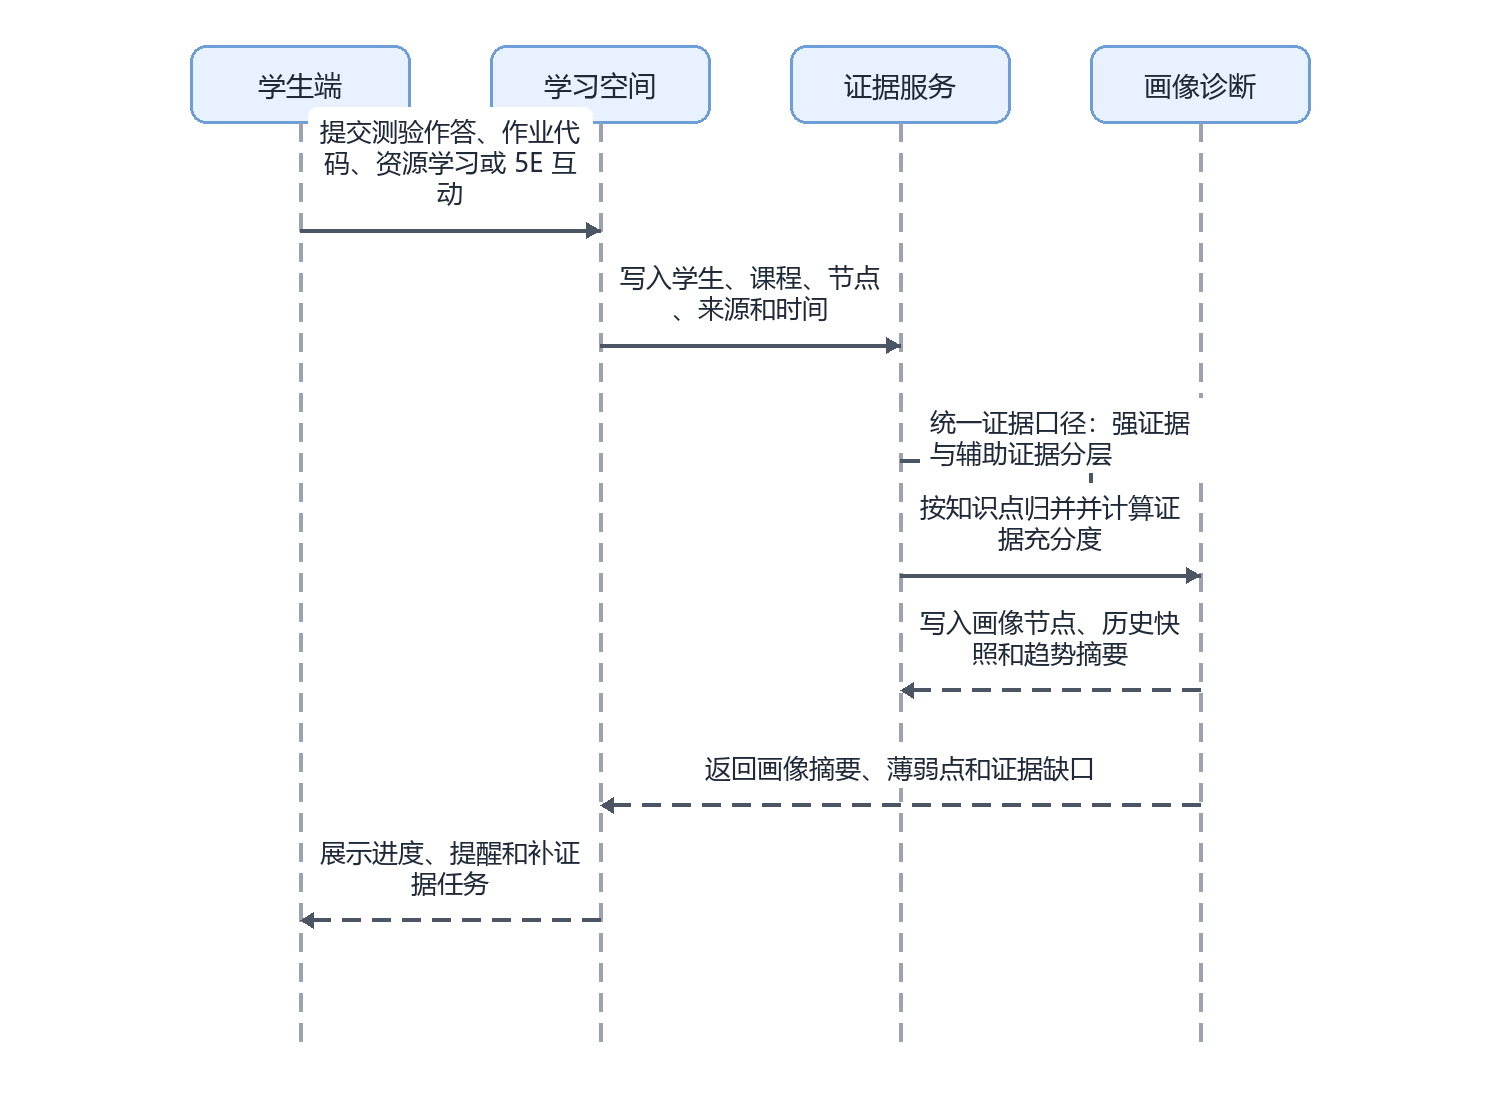 学生端
学习空间
证据服务
画像诊断
提交测验作答、作业代
码、资源学习或 5E 互
动
写入学生、课程、节点
、来源和时间
统一证据口径：强证据
与辅助证据分层
按知识点归并并计算证
据充分度
写入画像节点、历史快
照和趋势摘要
返回画像摘要、薄弱点和证据缺口
展示进度、提醒和补证
据任务